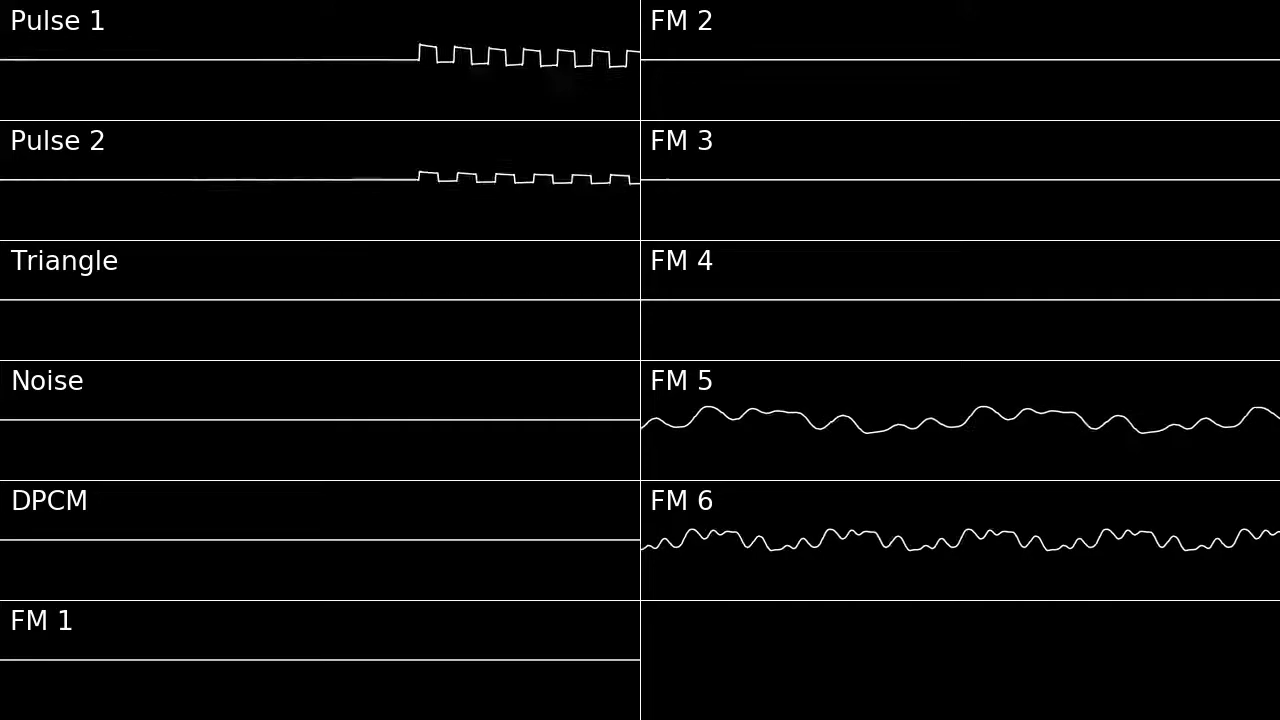 Pulse 1
Pulse 2
Triangle
Noise
DPCM
FM 1
FM 2
FM 3
FM 4
FM 5
FM 6